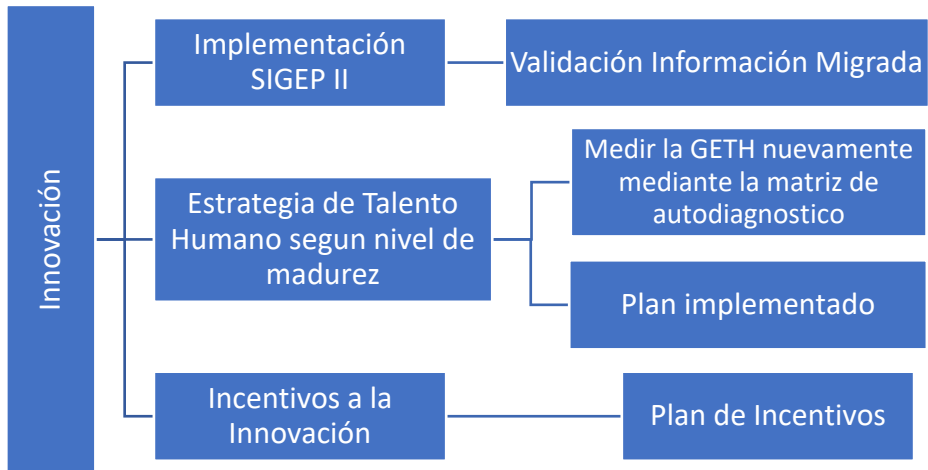 Innovación
Implementación
SIGEP II
Validación Información Migrada
Estrategia de Talento
Humano segun nivel de
madurez
Medir la GETH nuevamente
mediante la matriz de
autodiagnostico
Plan implementado
Incentivos a la
Innovación
Plan de Incentivos